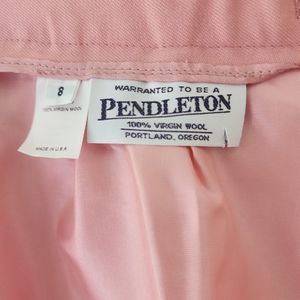 8
100% VIRGIN WOOL
MADE IN U.S.A.
WARRANTED TO BE A
PENDLETON
100% VIRGIN WOOL
PORTLAND, OREGON